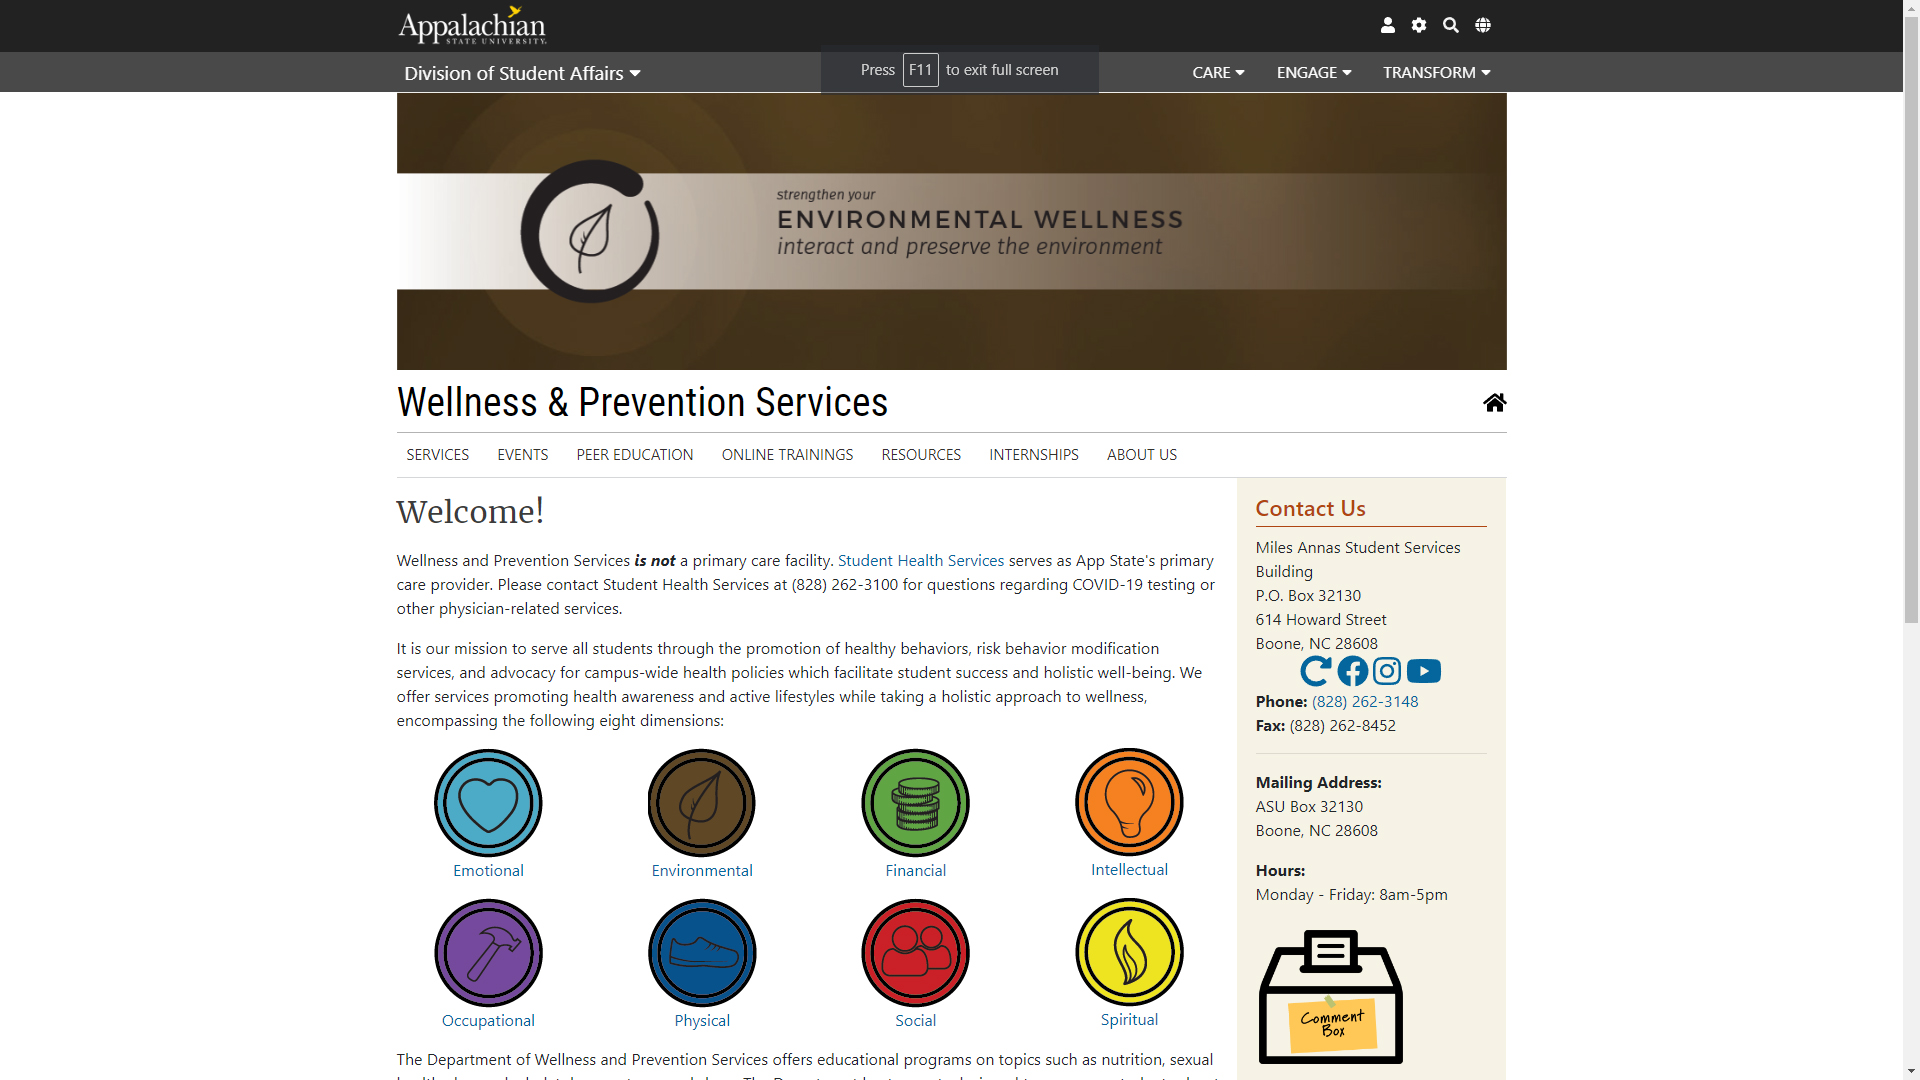 Appalachian
STATE UNIVERSITY.
Division of Student Affairs
Press F11 to exit full screen
CARE
ENGAGE
TRANSFORM
strengthen your
ENVIRONMENTAL WELLNESS
interact and preserve the environment
Wellness & Prevention Services
SERVICES
EVENTS
PEER EDUCATION
ONLINE TRAININGS
RESOURCES
INTERNSHIPS
ABOUT US
Welcome!
Wellness and Prevention Services is not a primary care facility. Student Health Services serves as App State's primary
care provider. Please contact Student Health Services at (828) 262-3100 for questions regarding COVID-19 testing or
other physician-related services.
It is our mission to serve all students through the promotion of healthy behaviors, risk behavior modification
services, and advocacy for campus-wide health policies which facilitate student success and holistic well-being. We
offer services promoting health awareness and active lifestyles while taking a holistic approach to wellness,
encompassing the following eight dimensions:
Emotional
Environmental
Financial
Intellectual
Occupational
Physical
Social
Spiritual
The Department of Wellness and Prevention Services offers educational programs on topics such as nutrition, sexual
Contact Us
Miles Annas Student Services
Building
P.O. Box 32130
614 Howard Street
Boone, NC 28608
Phone: (828) 262-3148
Fax: (828) 262-8452
Mailing Address:
ASU Box 32130
Boone, NC 28608
Hours:
Monday - Friday: 8am-5pm
Comment
Box